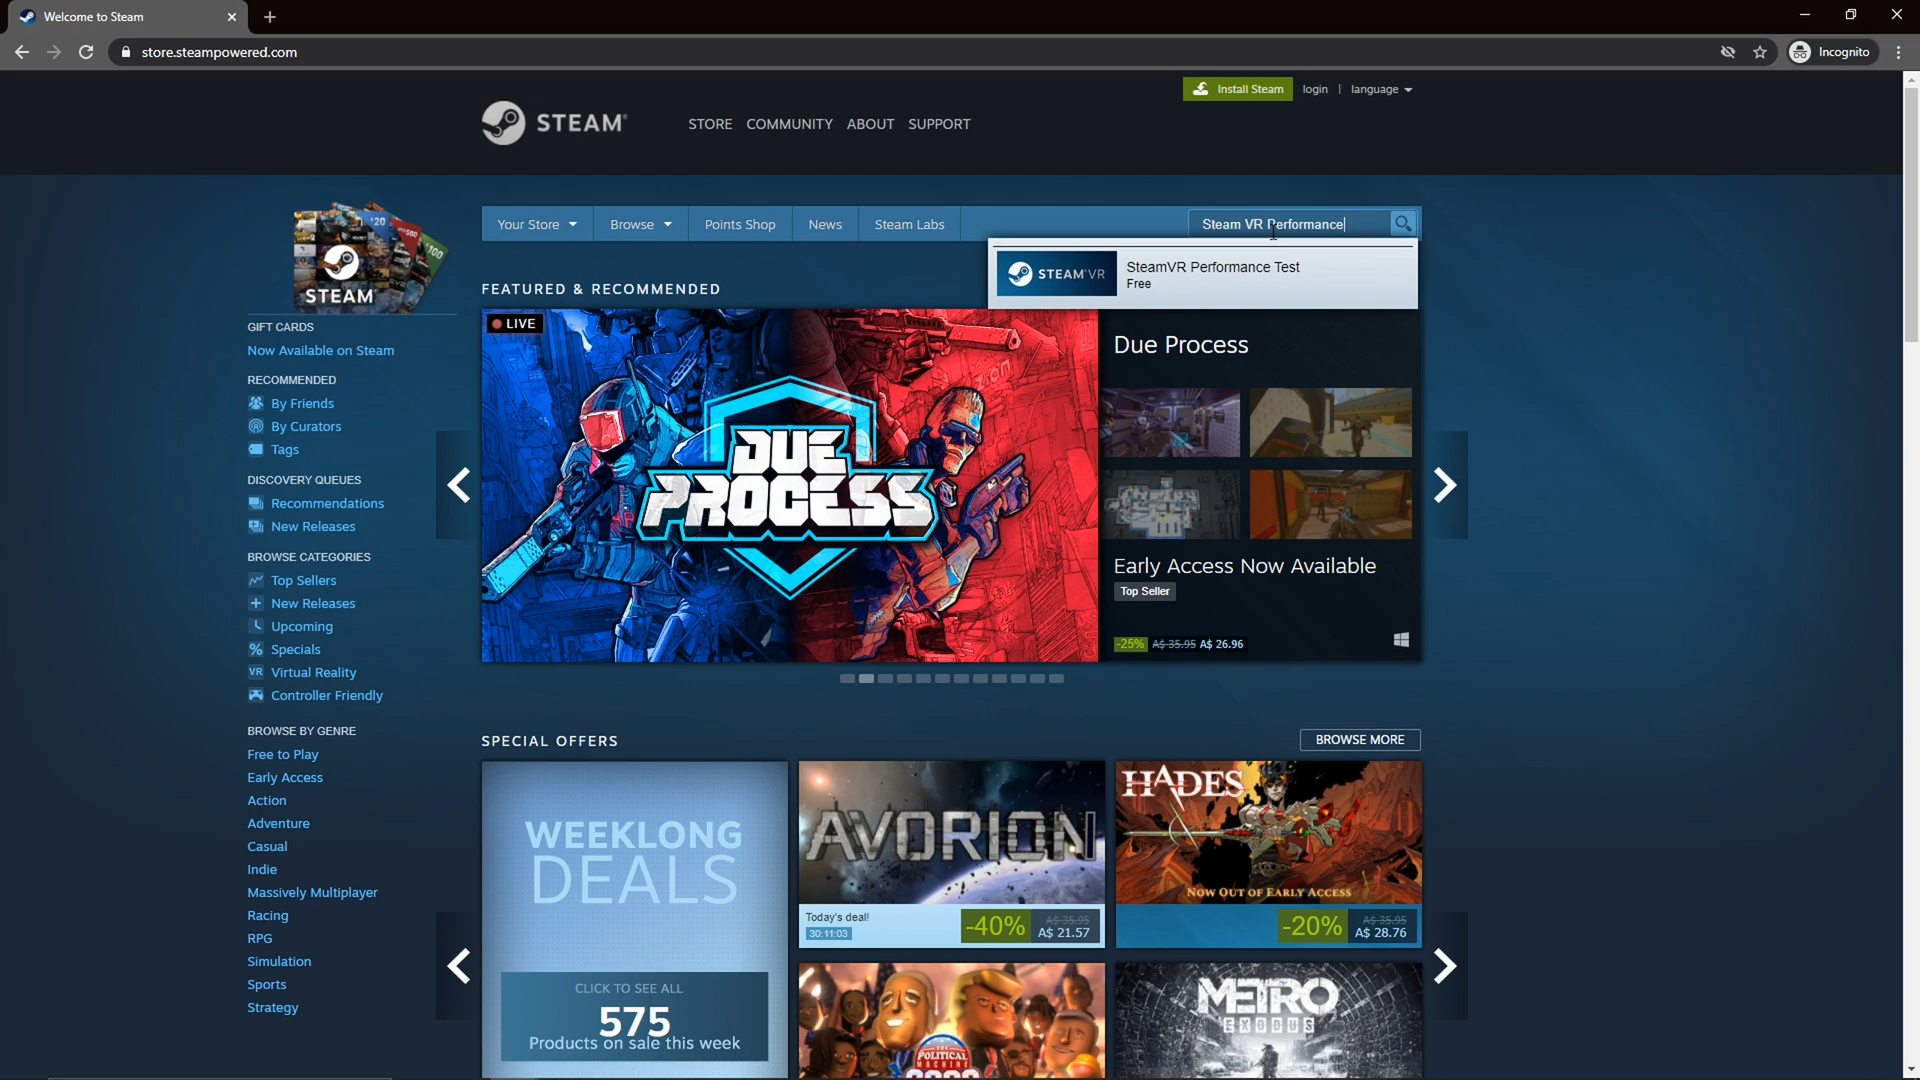 Welcome to Steam
store.steampowered.com
Incognito
Install Steam
login | language
STEAM
STORE COMMUNITY ABOUT SUPPORT
Your Store
Browse
Points Shop
News
Steam Labs
Steam VR Performance
STEAM VR
SteamVR Performance Test
Free
STEAM
GIFT CARDS
Now Available on Steam
RECOMMENDED
By Friends
By Curators
Tags
DISCOVERY QUEUES
Recommendations
New Releases
BROWSE CATEGORIES
Top Sellers
New Releases
Upcoming
% Specials
VR Virtual Reality
Controller Friendly
BROWSE BY GENRE
Free to Play
Early Access
Action
Adventure
Casual
Indie
Massively Multiplayer
Racing
RPG
Simulation
Sports
Strategy
FEATURED & RECOMMENDED
LIVE
DUE PROCESS
Due Process
Early Access Now Available
Top Seller
-25% A$ 35.95 A$ 26.96
SPECIAL OFFERS
BROWSE MORE
WEEKLONG
DEALS
CLICK TO SEE ALL
575
Products on sale this week
AVORION
Today's deal!
30:11:03
-40%
A$ 35.95
A$ 21.57
HADES
NOW OUT OF EARLY ACCESS
-20%
A$ 35.95
A$ 28.76
POLITICAL
MACHINE
METRO
EXODUS